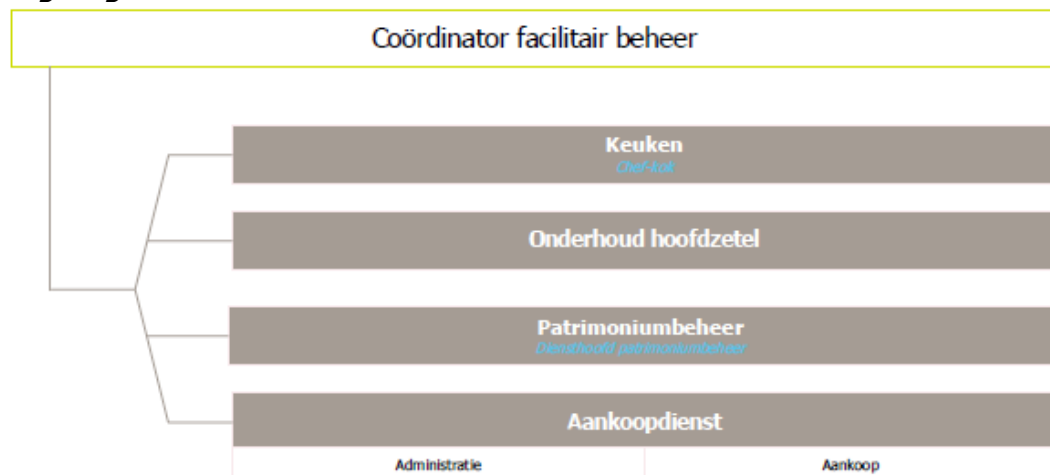 Coördinator facilitair beheer
Keuken
Chef-kok
Onderhoud hoofdzetel
Patrimoniumbeheer
Diensthoofd patrimoniumbeheer
Aankoopdienst
Administratie Aankoop